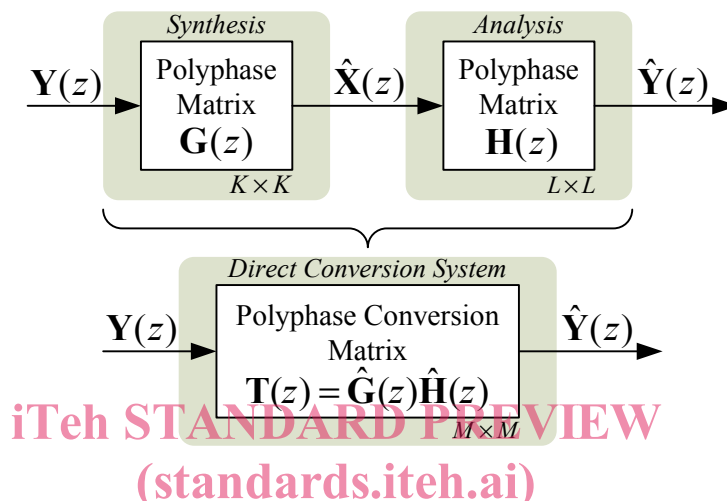 Synthesis
Analysis
Y(z)
Polyphase
Matrix
G(z)
K × K
X̂(z)
Polyphase
Matrix
H(z)
L × L
Ŷ(z)
Direct Conversion System
Y(z)
Polyphase Conversion
Matrix
T(z) = Ĝ(z)Ĥ(z)
M × M
Ŷ(z)
iTeh STANDARD PREVIEW
(standards.iteh.ai)